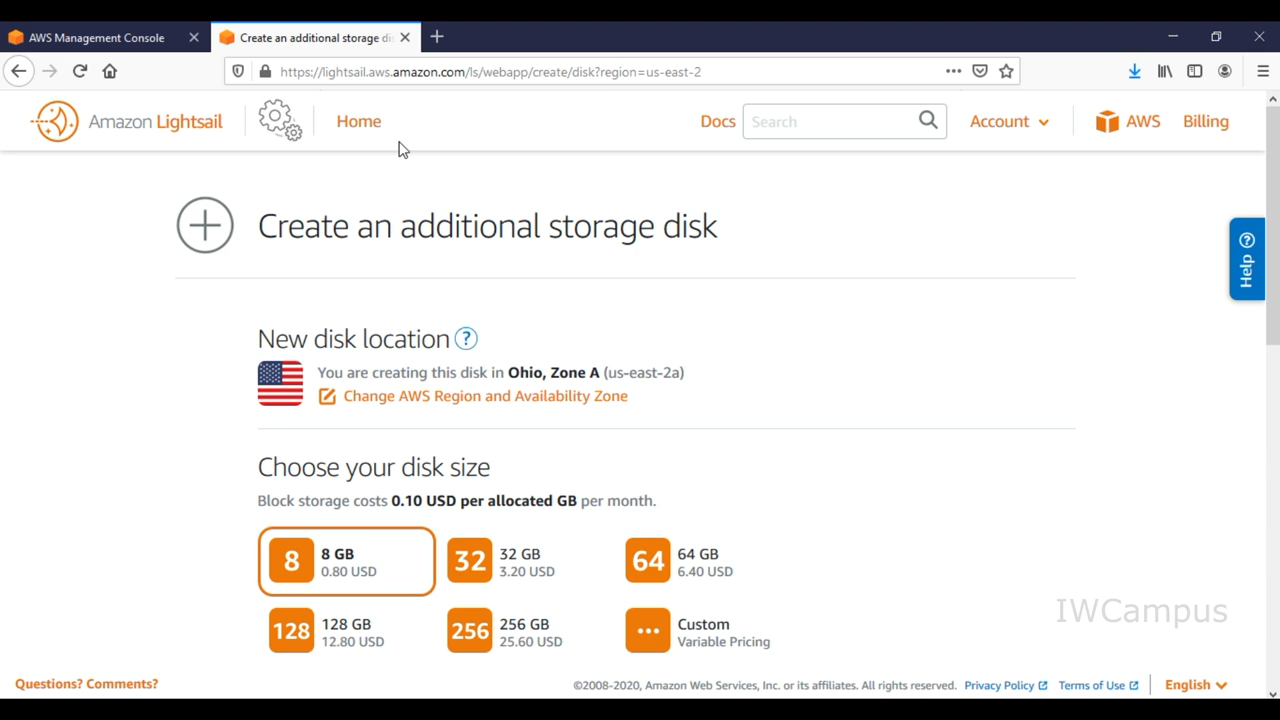 AWS Management Console
Create an additional storage di
https://lightsail.aws.amazon.com/ls/webapp/create/disk?region=us-east-2
Amazon Lightsail
Home
Docs
Search
Account
AWS
Billing
Create an additional storage disk
Help
New disk location
You are creating this disk in Ohio, Zone A (us-east-2a)
Change AWS Region and Availability Zone
Choose your disk size
Block storage costs 0.10 USD per allocated GB per month.
8
8 GB
0.80 USD
32
32 GB
3.20 USD
64
64 GB
6.40 USD
128
128 GB
12.80 USD
256
256 GB
25.60 USD
Custom
Variable Pricing
IWCampus
Questions? Comments?
©2008-2020, Amazon Web Services, Inc. or its affiliates. All rights reserved.
Privacy Policy
Terms of Use
English